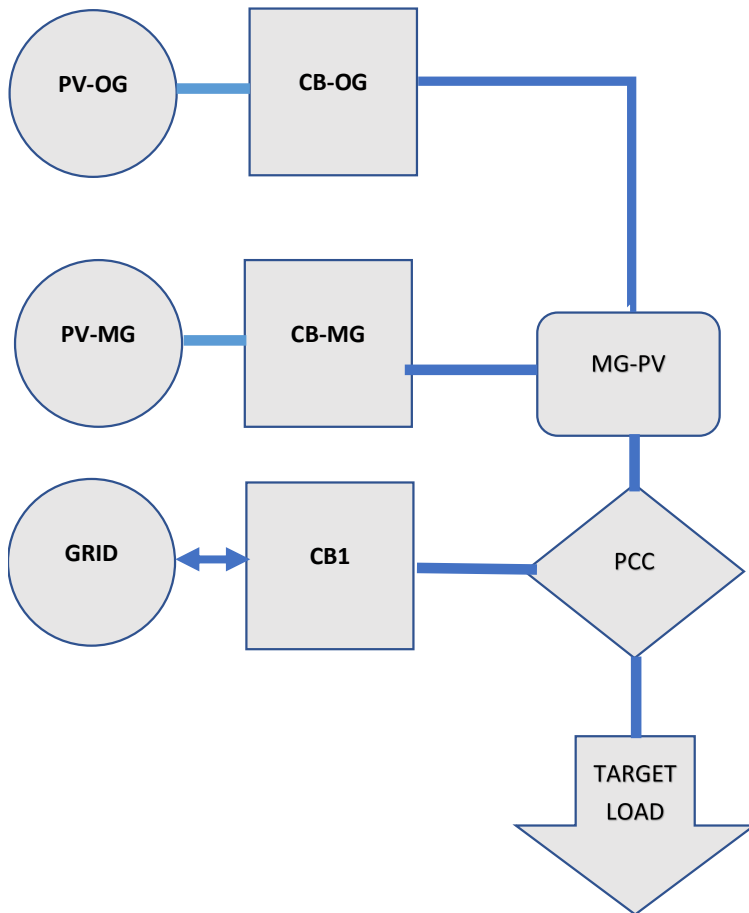 PV-OG
CB-OG
PV-MG
CB-MG
MG-PV
GRID
CB1
PCC
TARGET
LOAD